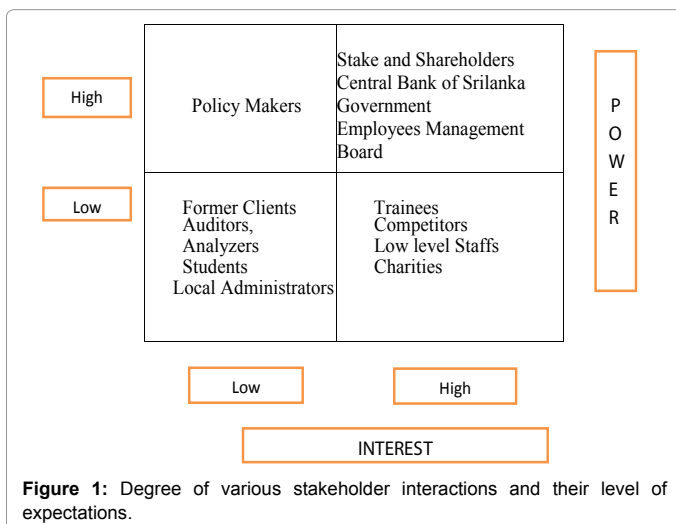 High
Policy Makers
Stake and Shareholders
Central Bank of Srilanka
Government
Employees Management
Board
P
O
W
E
R
Low
Former Clients
Auditors,
Analyzers
Students
Local Administrators
Trainees
Competitors
Low level Staffs
Charities
Low
High
INTEREST
Figure 1: Degree of various stakeholder interactions and their level of
expectations.